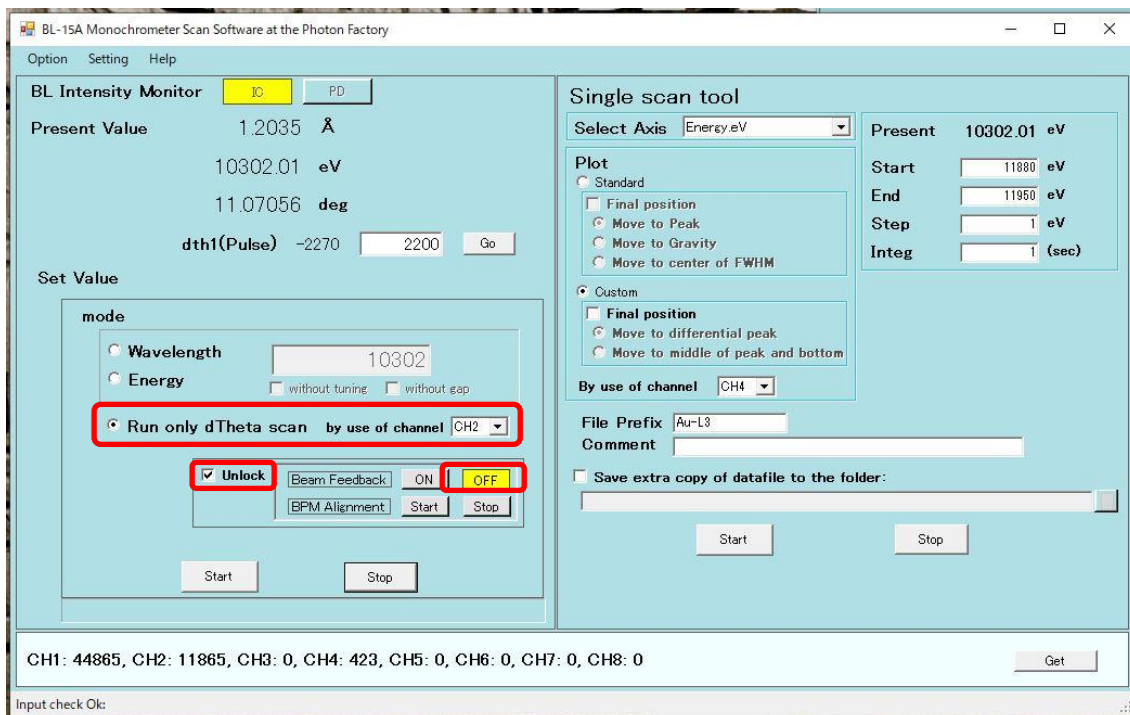 BL-15A Monochrometer Scan Software at the Photon Factory
Option Setting Help
BL Intensity Monitor IC PD
Present Value 1.2035 Å
10302.01 eV
11.07056 deg
dth1(Pulse) -2270 2200 Go
Set Value
mode
Wavelength
10302
Energy
without tuning without gap
Run only dTheta scan by use of channel CH2
Unlock
Beam Feedback ON OFF
BPM Alignment Start Stop
Start Stop
Single scan tool
Select Axis Energy.eV
Plot
Standard
Final position
Move to Peak
Move to Gravity
Move to center of FWHM
Custom
Final position
Move to differential peak
Move to middle of peak and bottom
By use of channel CH4
Present 10302.01 eV
Start 11880 eV
End 11950 eV
Step 1 eV
Integ 1 (sec)
File Prefix Au-L3
Comment
Save extra copy of datafile to the folder:
Start Stop
CH1: 44865, CH2: 11865, CH3: 0, CH4: 423, CH5: 0, CH6: 0, CH7: 0, CH8: 0
Get
Input check Ok: